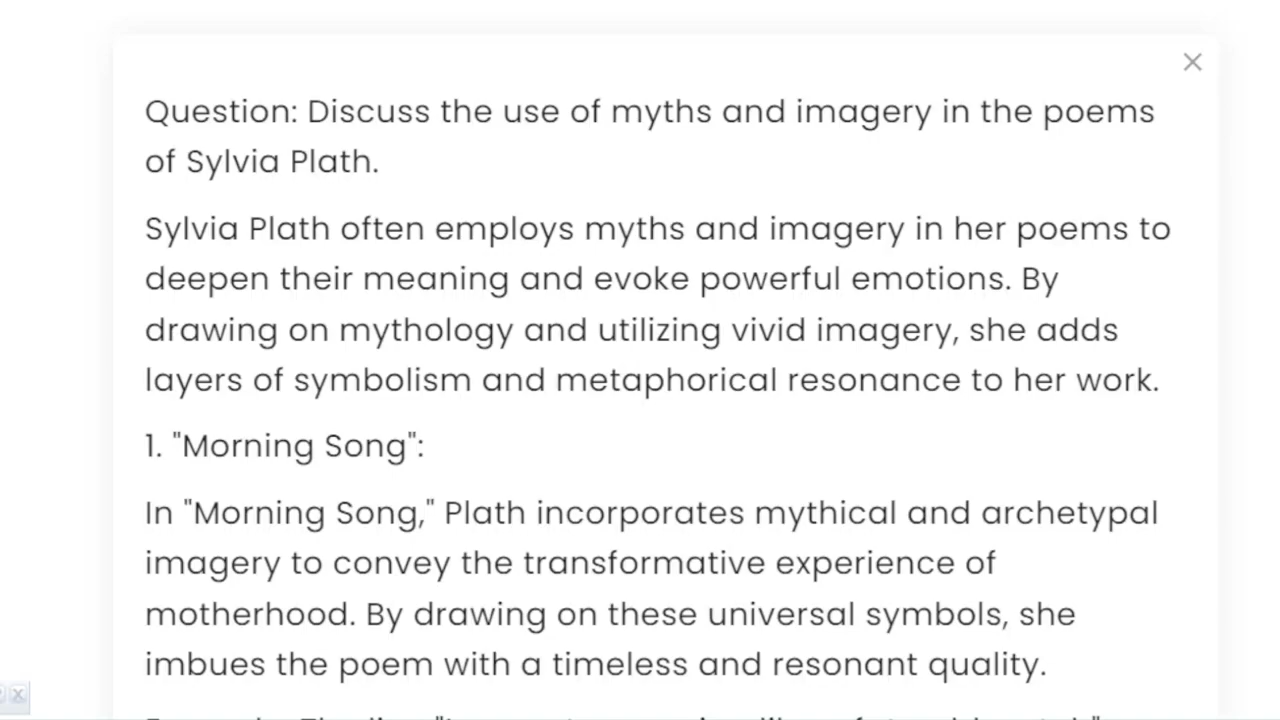 Question: Discuss the use of myths and imagery in the poems
of Sylvia Plath.
Sylvia Plath often employs myths and imagery in her poems to
deepen their meaning and evoke powerful emotions. By
drawing on mythology and utilizing vivid imagery, she adds
layers of symbolism and metaphorical resonance to her work.
1. "Morning Song":
In "Morning Song," Plath incorporates mythical and archetypal
imagery to convey the transformative experience of
motherhood. By drawing on these universal symbols, she
imbues the poem with a timeless and resonant quality.